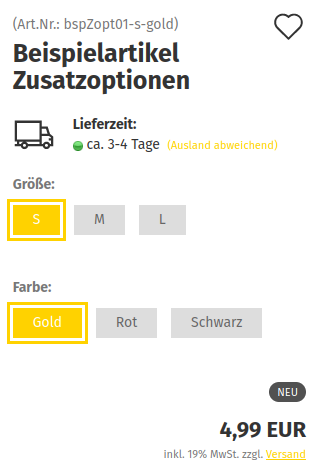 (Art.Nr.: bspZopt01-s-gold)
Beispielartikel
Zusatzoptionen
Lieferzeit:
ca. 3-4 Tage (Ausland abweichend)
Größe:
S M L
Farbe:
Gold Rot Schwarz
NEU
4,99 EUR
inkl. 19% MwSt. zzgl. Versand